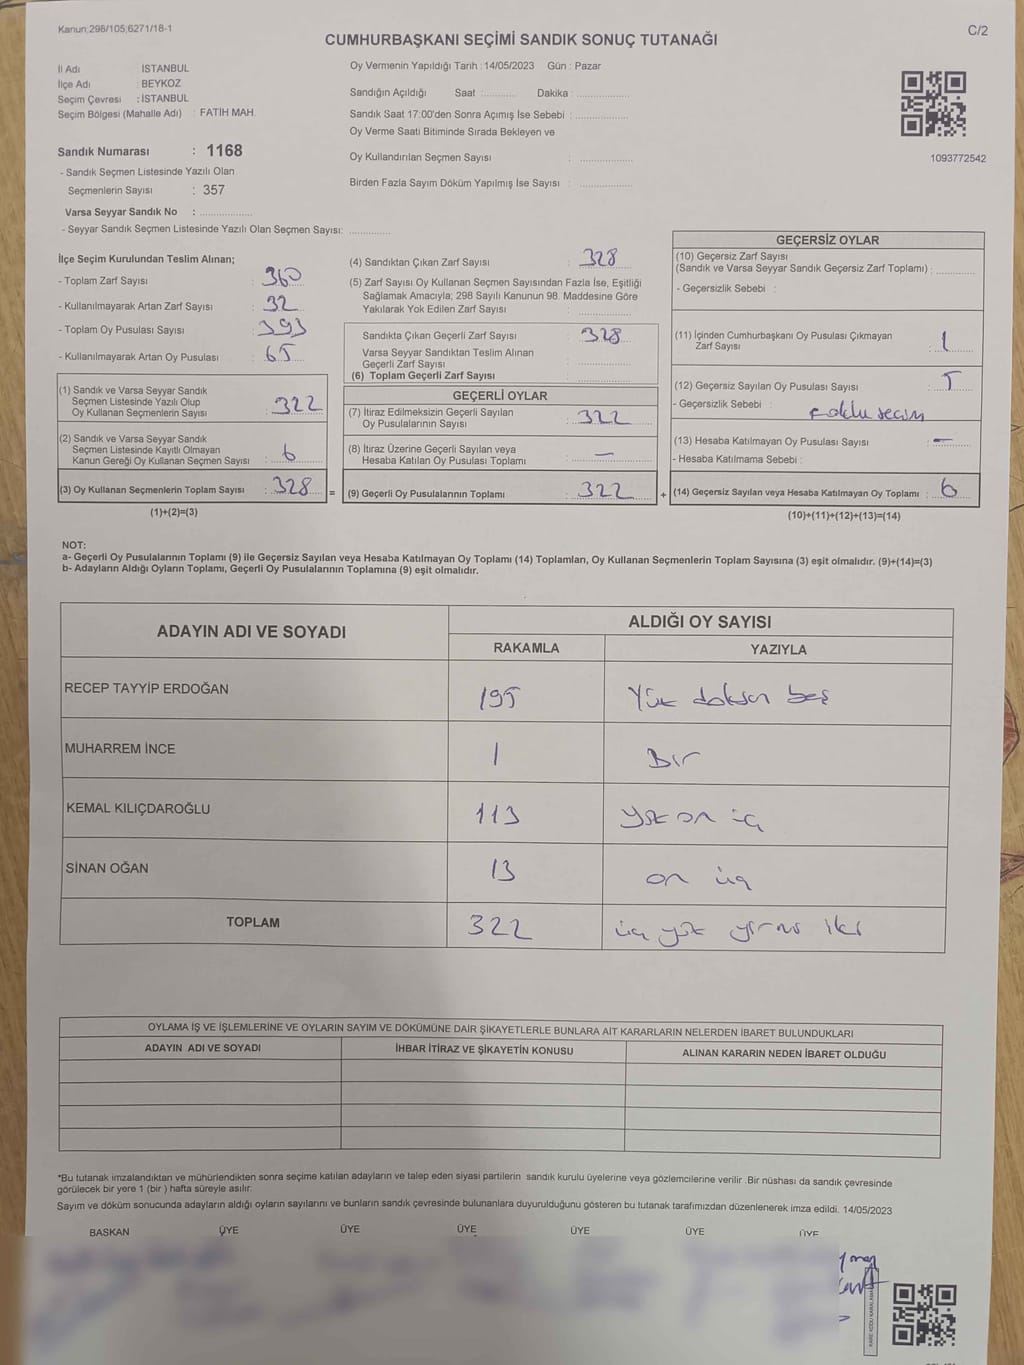 Kanun;298/105;6271/18-1
C/2
CUMHURBAŞKANI SEÇİMİ SANDIK SONUÇ TUTANAĞI
İl Adı : İSTANBUL
İlçe Adı : BEYKOZ
Seçim Çevresi : İSTANBUL
Seçim Bölgesi (Mahalle Adı) : FATİH MAH.
Sandık Numarası : 1168
- Sandık Seçmen Listesinde Yazılı Olan
Seçmenlerin Sayısı : 357
Varsa Seyyar Sandık No : ..................
- Seyyar Sandık Seçmen Listesinde Yazılı Olan Seçmen Sayısı: ..............
Oy Vermenin Yapıldığı Tarih : 14/05/2023 Gün : Pazar
Sandığın Açıldığı Saat :............ Dakika : ..................
Sandık Saat 17:00'den Sonra Açımış İse Sebebi : ..................
Oy Verme Saati Bitiminde Sırada Bekleyen ve
Oy Kullandırılan Seçmen Sayısı : ..................
Birden Fazla Sayım Döküm Yapılmış İse Sayısı : ..................
1093772542
İlçe Seçim Kurulundan Teslim Alınan;
- Toplam Zarf Sayısı : 360
- Kullanılmayarak Artan Zarf Sayısı : 32
- Toplam Oy Pusulası Sayısı : 393
- Kullanılmayarak Artan Oy Pusulası : 65
(1) Sandık ve Varsa Seyyar Sandık
Seçmen Listesinde Yazılı Olup
Oy Kullanan Seçmenlerin Sayısı : 322
(2) Sandık ve Varsa Seyyar Sandık
Seçmen Listesinde Kayıtlı Olmayan
Kanun Gereği Oy Kullanan Seçmen Sayısı : 6
(3) Oy Kullanan Seçmenlerin Toplam Sayısı : 328 =
(1)+(2)=(3)
(4) Sandıktan Çıkan Zarf Sayısı : 328
(5) Zarf Sayısı Oy Kullanan Seçmen Sayısından Fazla İse, Eşitliği
Sağlamak Amacıyla; 298 Sayılı Kanunun 98. Maddesine Göre
Yakılarak Yok Edilen Zarf Sayısı : ..................
Sandıkta Çıkan Geçerli Zarf Sayısı : 328
Varsa Seyyar Sandıktan Teslim Alınan
Geçerli Zarf Sayısı : ..................
(6) Toplam Geçerli Zarf Sayısı : ..................
GEÇERLİ OYLAR
(7) İtiraz Edilmeksizin Geçerli Sayılan
Oy Pusulalarının Sayısı : 322
(8) İtiraz Üzerine Geçerli Sayılan veya
Hesaba Katılan Oy Pusulası Toplamı : —
(9) Geçerli Oy Pusulalarının Toplamı : 322 +
GEÇERSİZ OYLAR
(10) Geçersiz Zarf Sayısı
(Sandık ve Varsa Seyyar Sandık Geçersiz Zarf Toplamı) : .............
- Geçersizlik Sebebi :
(11) İçinden Cumhurbaşkanı Oy Pusulası Çıkmayan
Zarf Sayısı : 1
(12) Geçersiz Sayılan Oy Pusulası Sayısı : 5
- Geçersizlik Sebebi : seçim
(13) Hesaba Katılmayan Oy Pusulası Sayısı : —
- Hesaba Katılmama Sebebi :
(14) Geçersiz Sayılan veya Hesaba Katılmayan Oy Toplamı : 6
(10)+(11)+(12)+(13)=(14)
NOT:
a- Geçerli Oy Pusulalarının Toplamı (9) ile Geçersiz Sayılan veya Hesaba Katılmayan Oy Toplamı (14) Toplamları, Oy Kullanan Seçmenlerin Toplam Sayısına (3) eşit olmalıdır. (9)+(14)=(3)
b- Adayların Aldığı Oyların Toplamı, Geçerli Oy Pusulalarının Toplamına (9) eşit olmalıdır.
ADAYIN ADI VE SOYADI
ALDIĞI OY SAYISI
RAKAMLA YAZIYLA
RECEP TAYYİP ERDOĞAN 195 Yüz doksan beş
MUHARREM İNCE 1 Bir
KEMAL KILIÇDAROĞLU 113 yüz on üç
SİNAN OĞAN 13 on üç
TOPLAM 322 üç yüz yirmi iki
OYLAMA İŞ VE İŞLEMLERİNE VE OYLARIN SAYIM VE DÖKÜMÜNE DAİR ŞİKAYETLERLE BUNLARA AİT KARARLARIN NELERDEN İBARET BULUNDUKLARI
ADAYIN ADI VE SOYADI İHBAR İTİRAZ VE ŞİKAYETİN KONUSU ALINAN KARARIN NEDEN İBARET OLDUĞU
*Bu tutanak imzalandıktan ve mühürlendikten sonra seçime katılan adayların ve talep eden siyasi partilerin sandık kurulu üyelerine veya gözlemcilerine verilir .Bir nüshası da sandık çevresinde
görülecek bir yere 1 (bir ) hafta süreyle asılır.
Sayım ve döküm sonucunda adayların aldığı oyların sayılarını ve bunların sandık çevresinde bulunanlara duyurulduğunu gösteren bu tutanak tarafımızdan düzenlenerek imza edildi. 14/05/2023
BASKAN ÜYE ÜYE ÜYE ÜYE ÜYE ÜYE